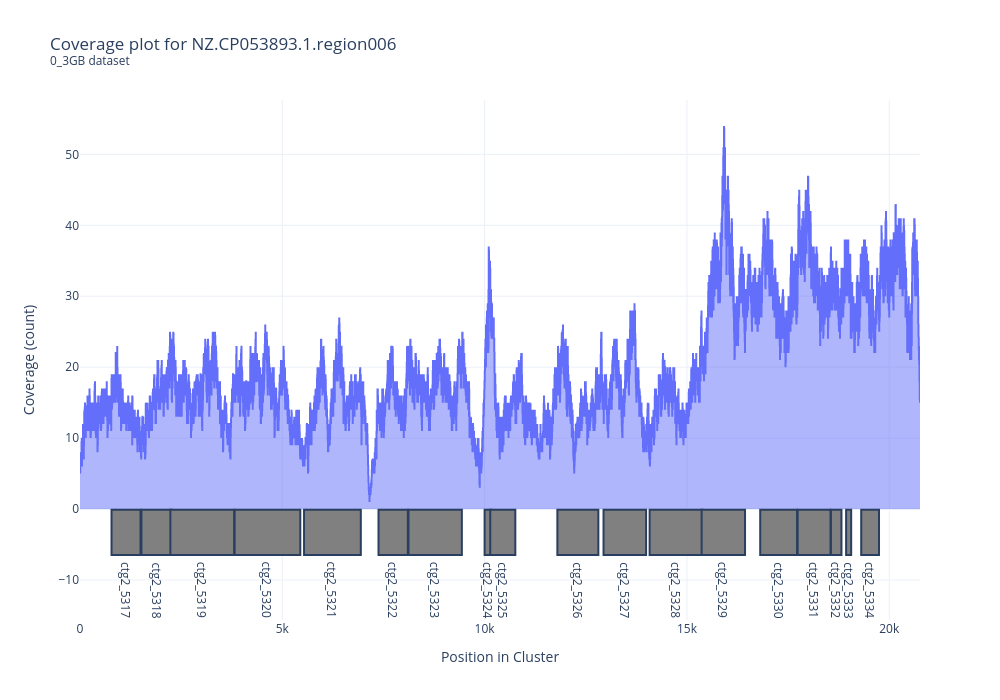 Coverage plot for NZ.CP053893.1.region006
0_3GB dataset
Coverage (count)
50
40
30
20
10
0
−10
ctg2_5317
ctg2_5318
ctg2_5319
ctg2_5320
ctg2_5321
ctg2_5322
ctg2_5323
ctg2_5324
ctg2_5325
ctg2_5326
ctg2_5327
ctg2_5328
ctg2_5329
ctg2_5330
ctg2_5331
ctg2_5332
ctg2_5333
ctg2_5334
0
5k
10k
15k
20k
Position in Cluster